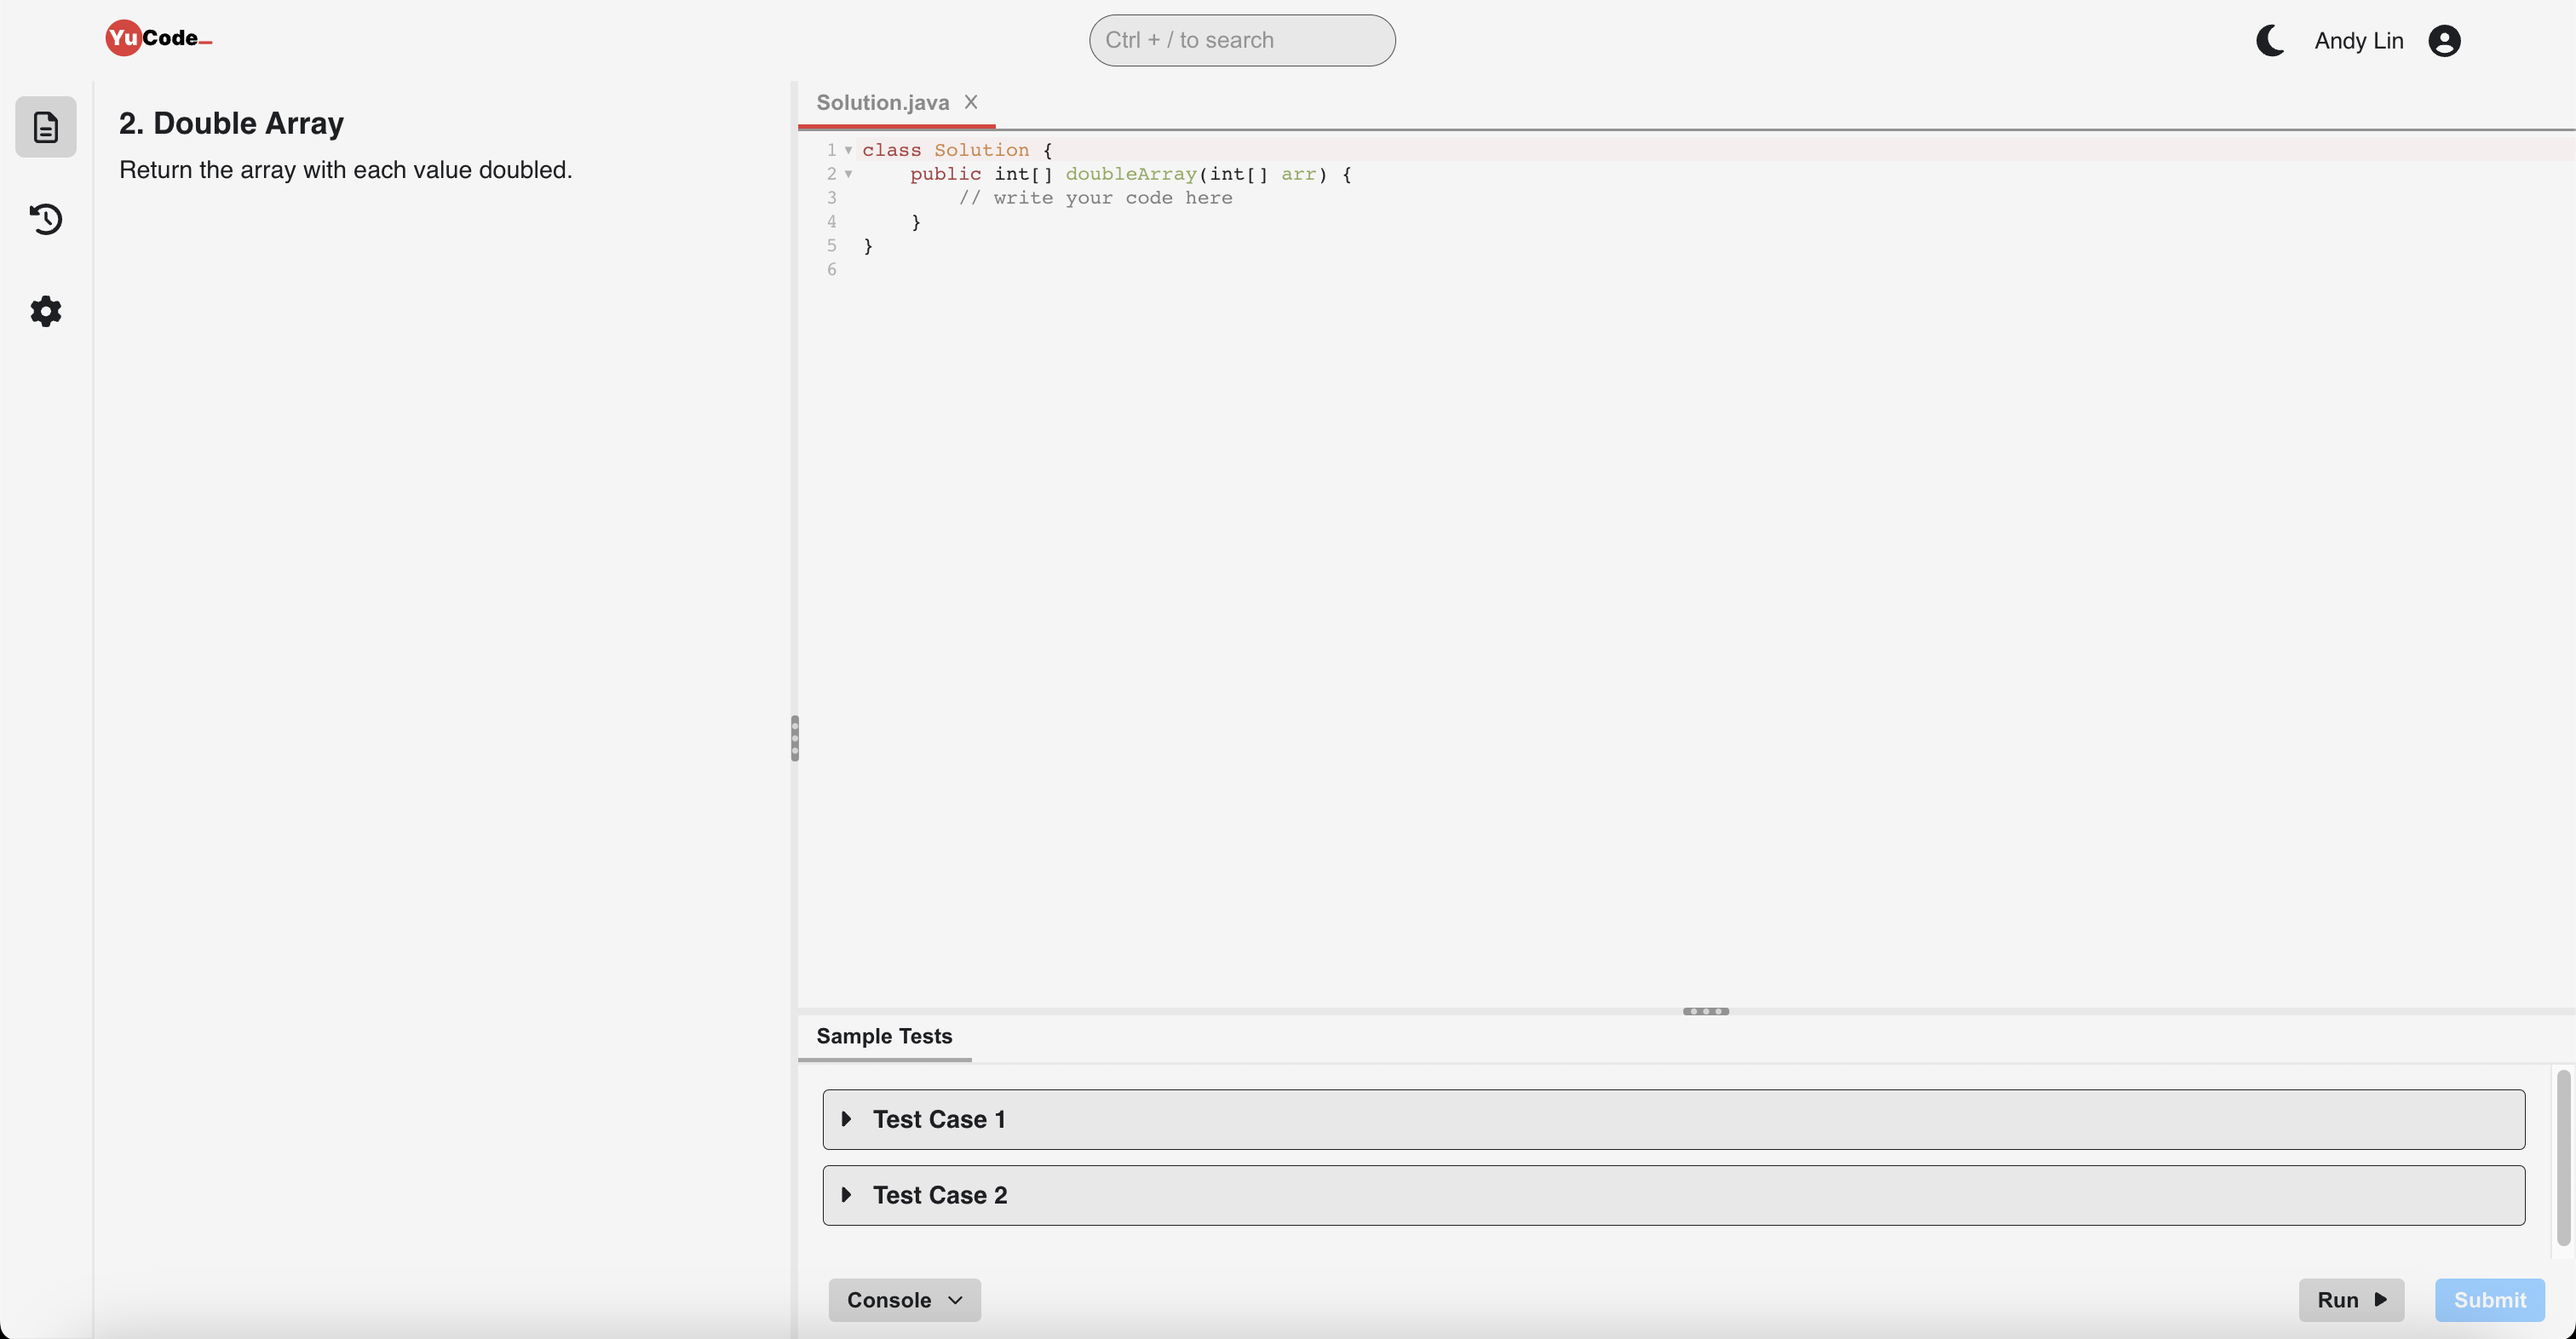 YuCode_
Ctrl + / to search
Andy Lin
2. Double Array
Return the array with each value doubled.
Solution.java X
1 class Solution {
2     public int[] doubleArray(int[] arr) {
3         // write your code here
4     }
5 }
6
Sample Tests
Test Case 1
Test Case 2
Console
Run
Submit